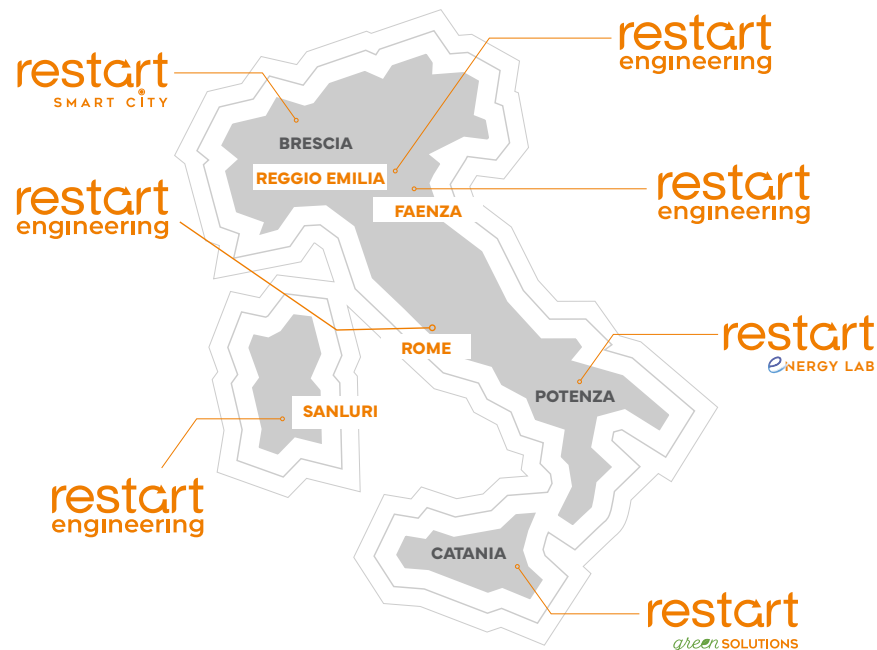 restart
engineering
restart
SMART CITY
BRESCIA
REGGIO EMILIA
restart
engineering
FAENZA
restart
engineering
ROME
restart
ENERGY LAB
POTENZA
SANLURI
restart
engineering
CATANIA
restart
green SOLUTIONS